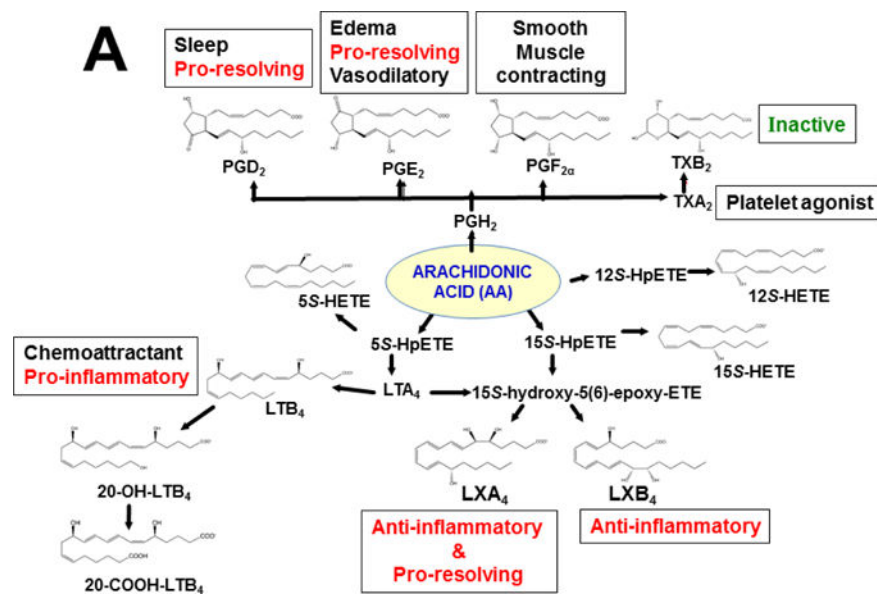 A
Sleep
Pro-resolving
Edema
Pro-resolving
Vasodilatory
Smooth
Muscle
contracting
Inactive
PGD2
PGE2
PGF2α
TXB2
TXA2
Platelet agonist
PGH2
ARACHIDONIC
ACID (AA)
5S-HETE
12S-HpETE
12S-HETE
5S-HpETE
15S-HpETE
15S-HETE
Chemoattractant
Pro-inflammatory
LTB4
LTA4
15S-hydroxy-5(6)-epoxy-ETE
20-OH-LTB4
LXA4
LXB4
Anti-inflammatory
&
Pro-resolving
Anti-inflammatory
COOH
20-COOH-LTB4